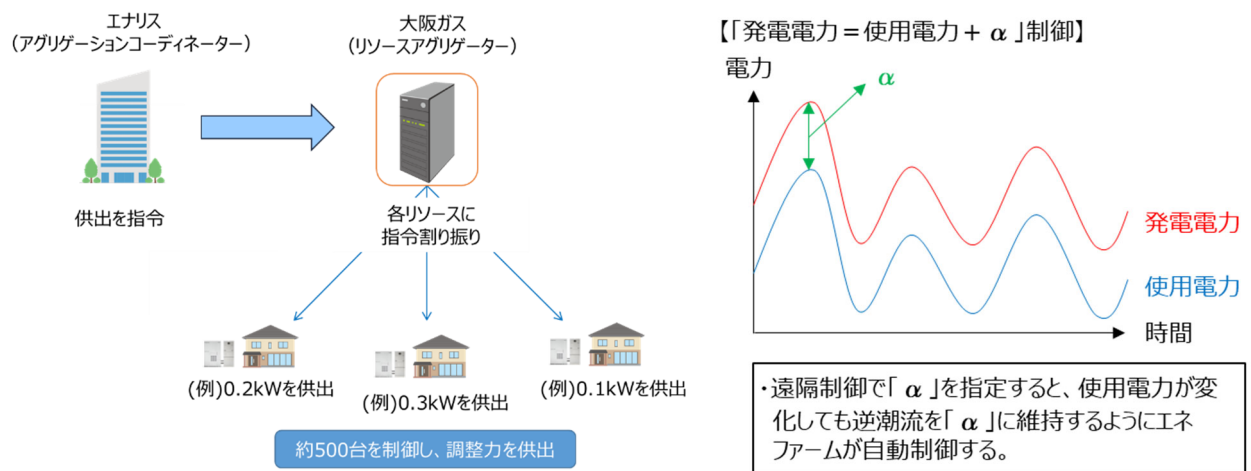 エナリス
（アグリゲーションコーディネーター）
大阪ガス
（リソースアグリゲーター）
供出を指令
各リソースに
指令割り振り
(例)0.2kWを供出
(例)0.3kWを供出
(例)0.1kWを供出
約500台を制御し、調整力を供出
【「発電電力＝使用電力＋ α 」制御】
電力
α
発電電力
使用電力
時間
・遠隔制御で「 α 」を指定すると、使用電力が変
化しても逆潮流を「 α 」に維持するようにエネ
ファームが自動制御する。